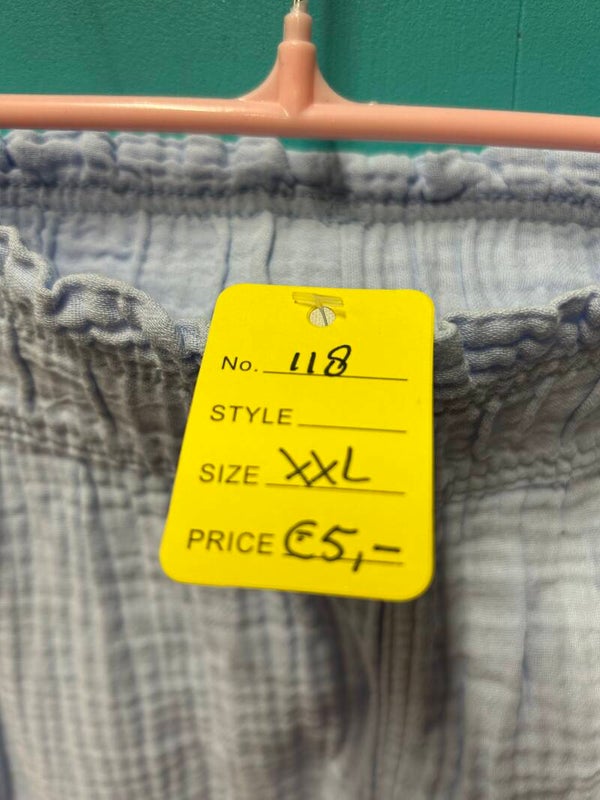 No. 118
STYLE
SIZE XXL
PRICE €5,-